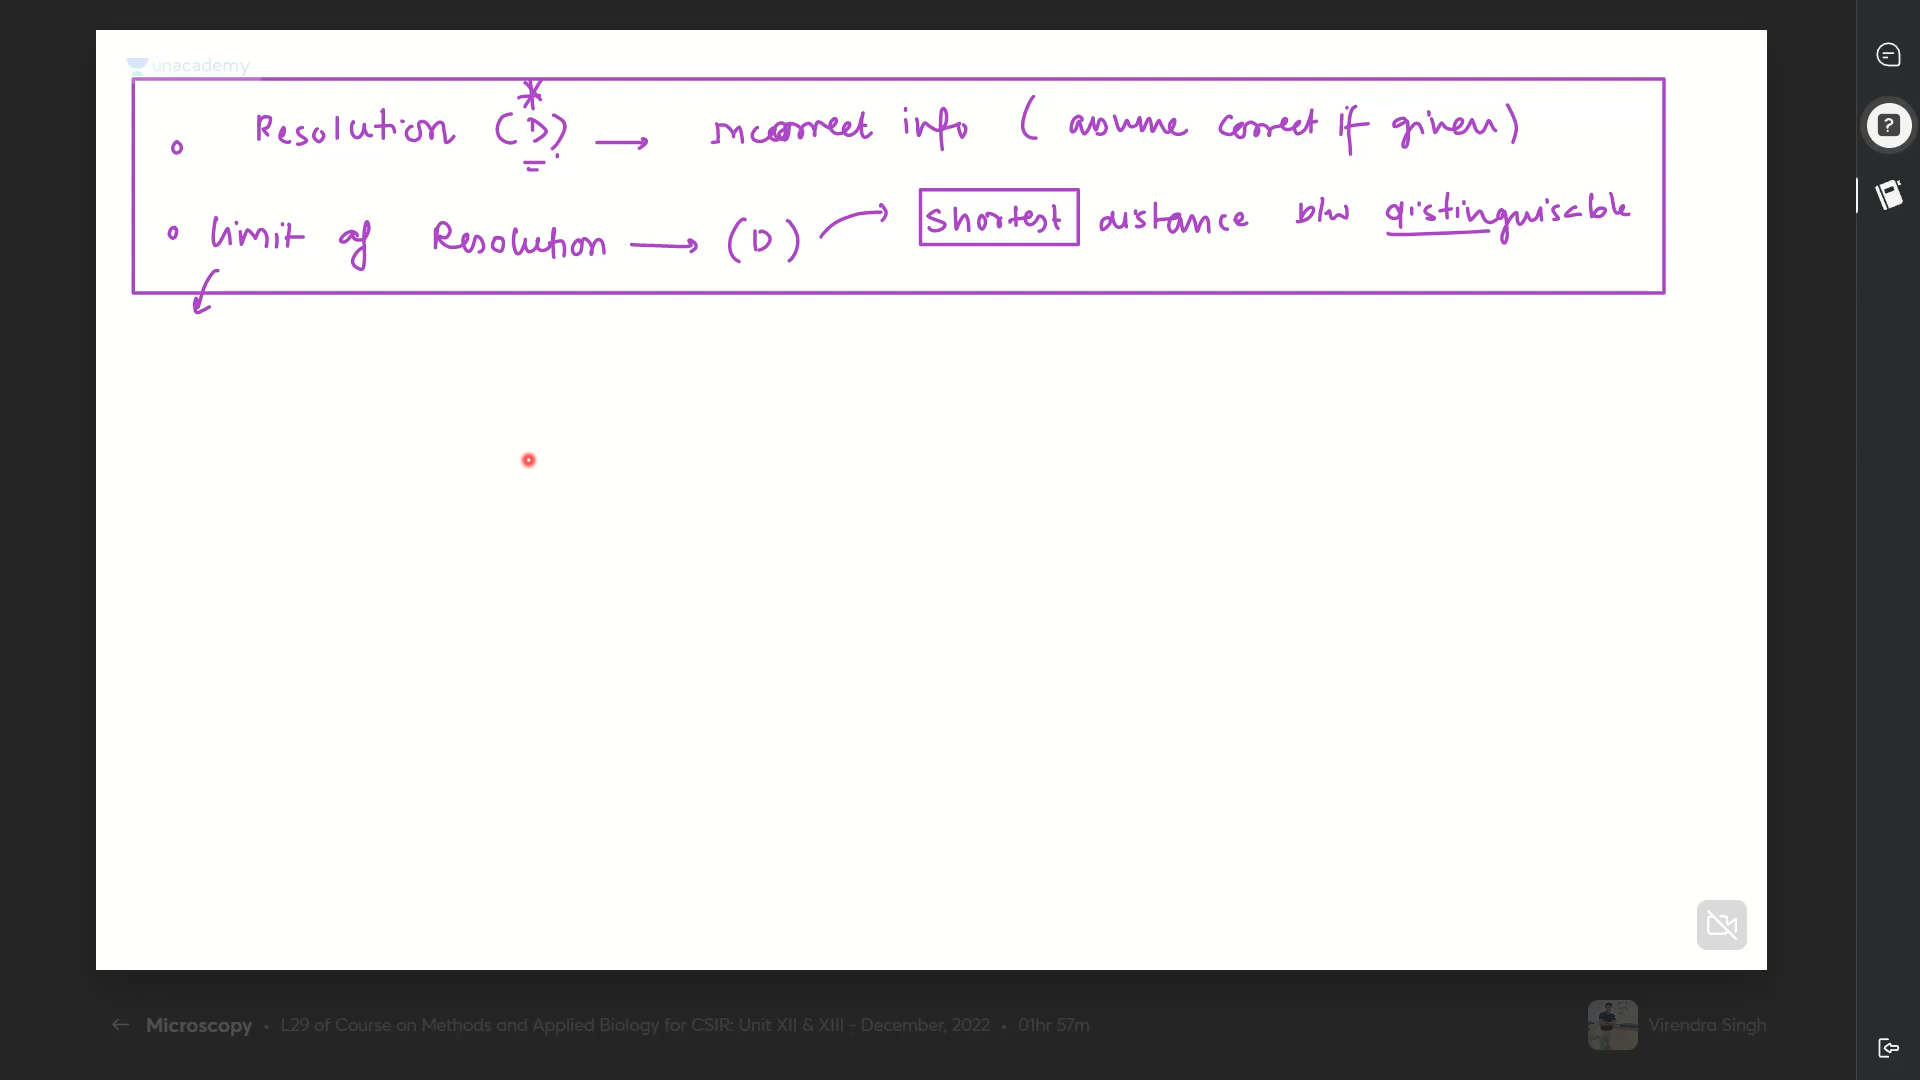 unacademy
• Resolution (D)* → Incorrect info (assume correct if given)
• limit of Resolution → (D) → Shortest distance b/w distinguisable
← Microscopy • L29 of Course on Methods and Applied Biology for CSIR: Unit XII & XIII - December, 2022 • 01hr 57m
Virendra Singh